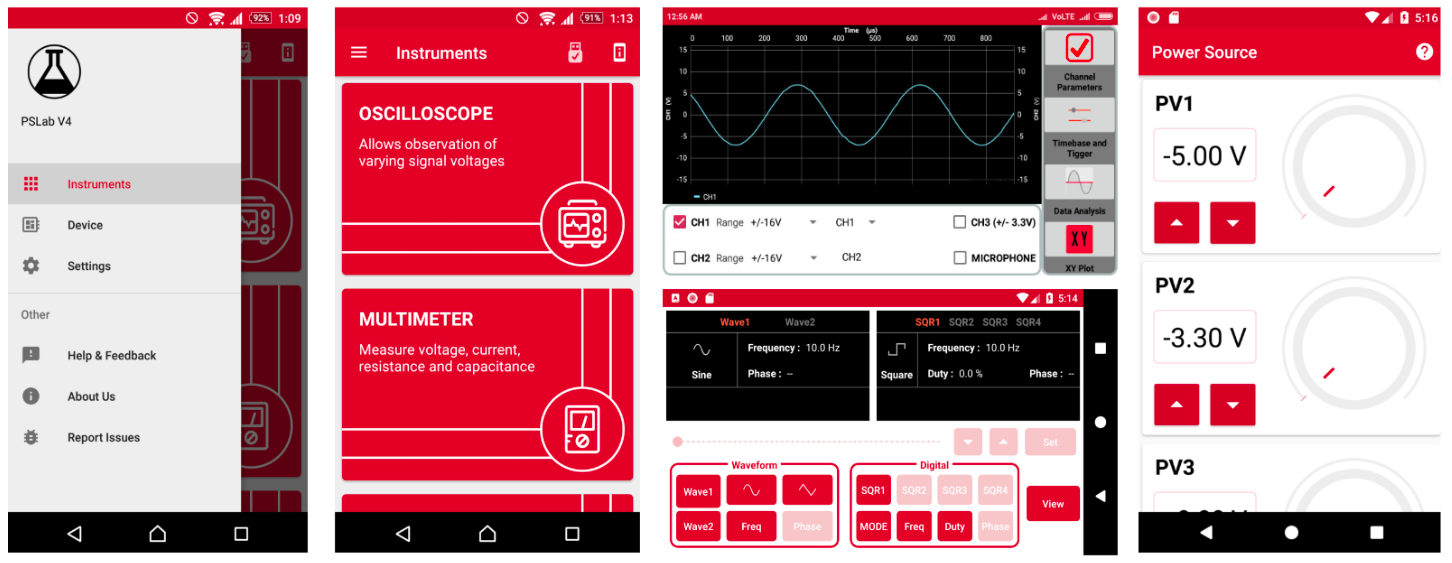 92% 1:09
PSLab V4
Instruments
Device
Settings
Other
Help & Feedback
About Us
Report Issues
91% 1:13
Instruments
OSCILLOSCOPE
Allows observation of
varying signal voltages
MULTIMETER
Measure voltage, current,
resistance and capacitance
12:56 AM VoLTE
Time (μs)
0 100 200 300 400 500 600 700 800
15 15
10 10
5 5
CH1 (V) 0 0 CH1 (V)
-5 -5
-10 -10
-15 -15
CH1
Channel
Parameters
Timebase and
Tigger
Data Analysis
XY
XY Plot
CH1 Range +/-16V CH1 CH3 (+/- 3.3V)
CH2 Range +/-16V CH2 MICROPHONE
5:14
Wave1 Wave2 SQR1 SQR2 SQR3 SQR4
Frequency : 10.0 Hz Frequency : 10.0 Hz
Sine Phase : -- Square Duty : 0.0 % Phase : --
Set
Waveform Digital
Wave1 SQR1 SQR2 SQR3 SQR4
View
Wave2 Freq Phase MODE Freq Duty Phase
5:16
Power Source ?
PV1
-5.00 V
PV2
-3.30 V
PV3